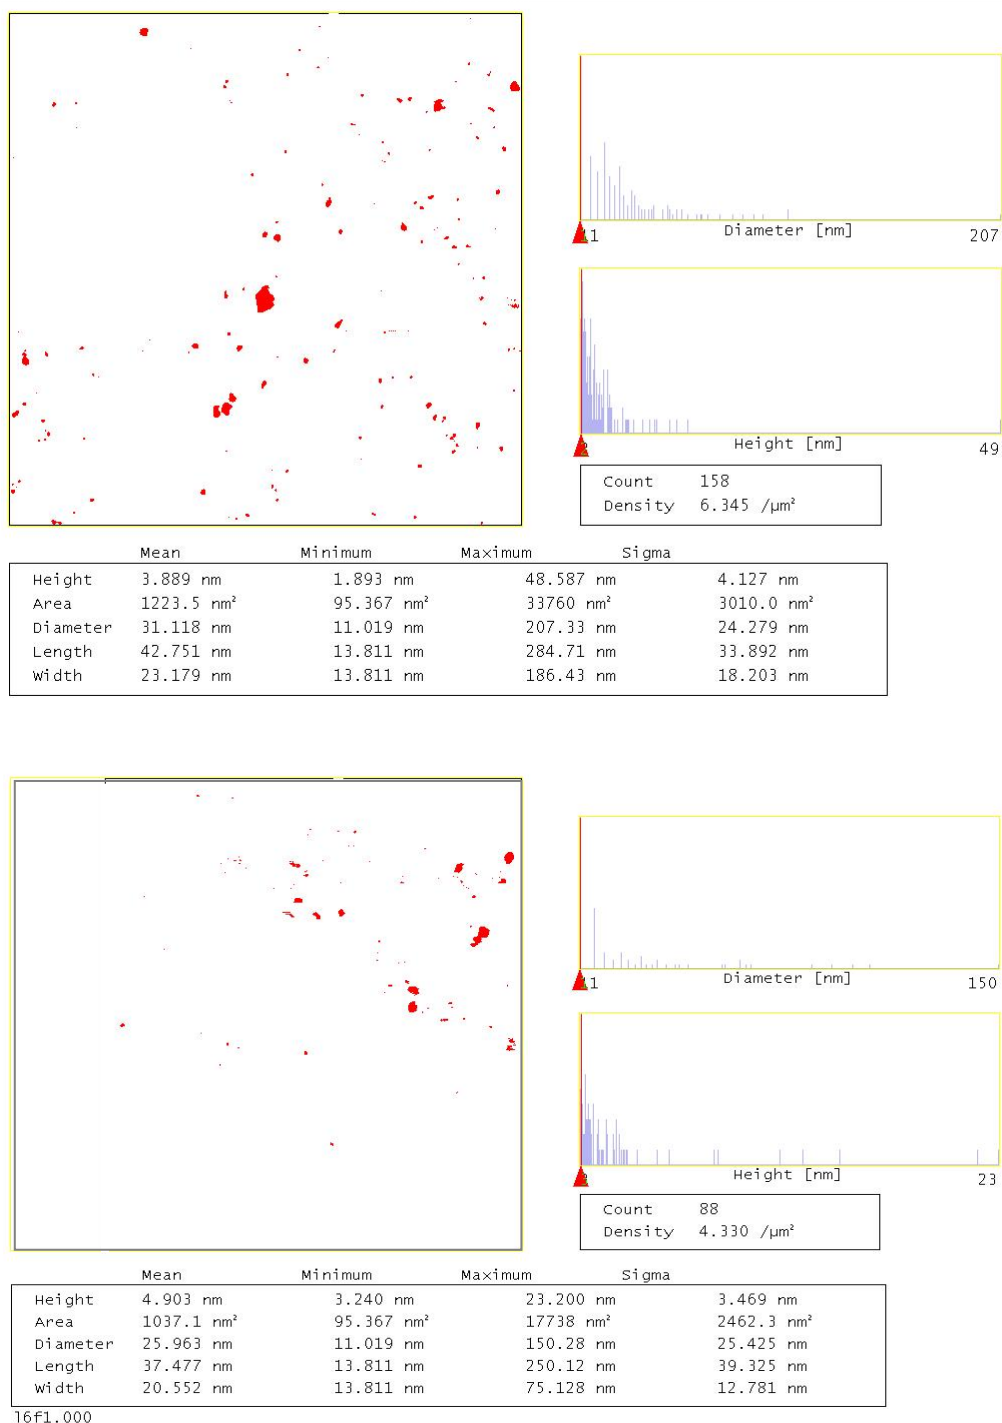 11 Diameter [nm] 207
2 Height [nm] 49
Count 158
Density 6.345 /µm²
Mean Minimum Maximum Sigma
Height 3.889 nm 1.893 nm 48.587 nm 4.127 nm
Area 1223.5 nm² 95.367 nm² 33760 nm² 3010.0 nm²
Diameter 31.118 nm 11.019 nm 207.33 nm 24.279 nm
Length 42.751 nm 13.811 nm 284.71 nm 33.892 nm
Width 23.179 nm 13.811 nm 186.43 nm 18.203 nm
11 Diameter [nm] 150
Height [nm] 23
Count 88
Density 4.330 /µm²
Mean Minimum Maximum Sigma
Height 4.903 nm 3.240 nm 23.200 nm 3.469 nm
Area 1037.1 nm² 95.367 nm² 17738 nm² 2462.3 nm²
Diameter 25.963 nm 11.019 nm 150.28 nm 25.425 nm
Length 37.477 nm 13.811 nm 250.12 nm 39.325 nm
Width 20.552 nm 13.811 nm 75.128 nm 12.781 nm
16f1.000